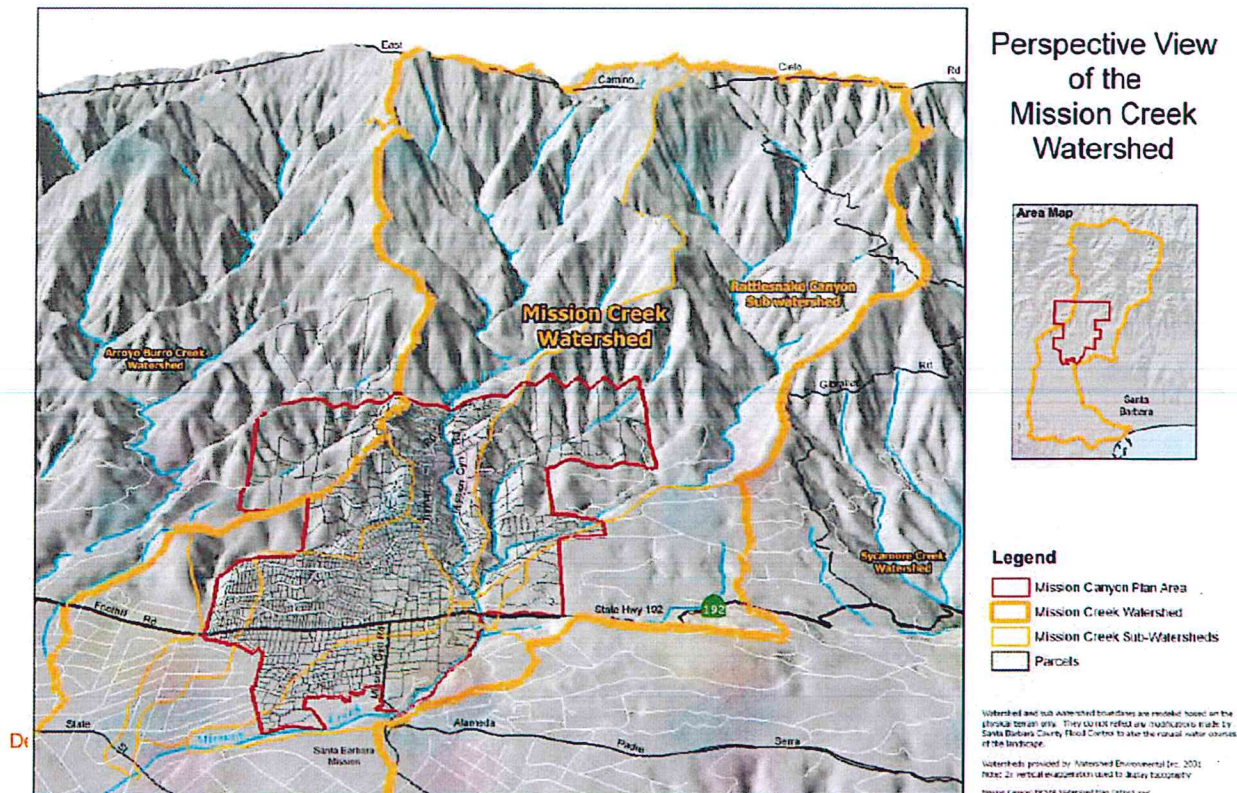 Perspective View
of the
Mission Creek
Watershed
Area Map
Santa
Barbara
East
Camino
Cielo
Rd
Rattlesnake Canyon
Sub watershed
Mission Creek
Watershed
Arroyo Burro Creek
Watershed
Gibraltar
Rd
Sycamore Creek
Watershed
Foothill
Rd
State Hwy 192
192
State
St
Mission
Creek
Santa Barbara
Mission
Alameda
Padre
Serra
De
Legend
Mission Canyon Plan Area
Mission Creek Watershed
Mission Creek Sub-Watersheds
Parcels
Watershed and sub watershed boundaries are modeled based on the
physical terrain only. They do not reflect any modifications made by
Santa Barbara County Flood Control to alter the natural water courses
of the landscape.
Watersheds provided by Watershed Environmental Inc. 2001
Note: 2x vertical exaggeration used to display topography